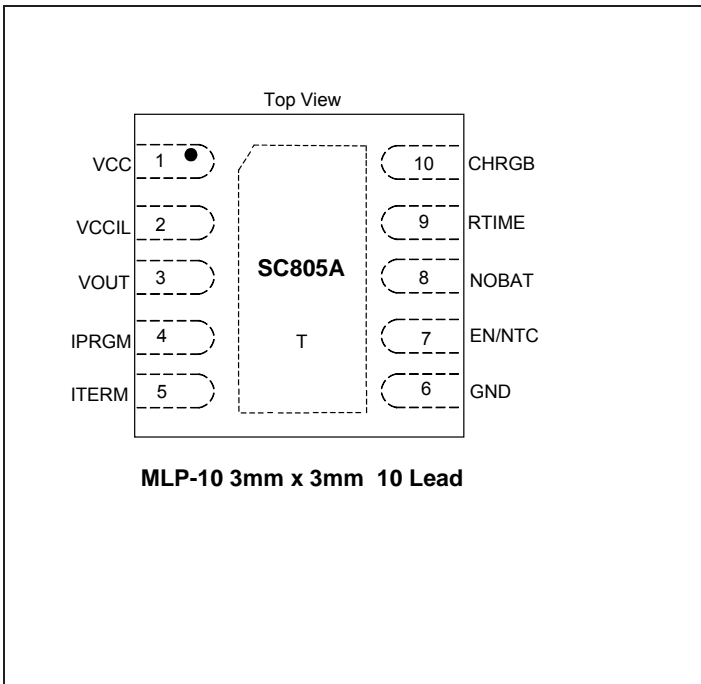 Top View
VCC 1 10 CHRGB
VCCIL 2 9 RTIME
SC805A
VOUT 3 8 NOBAT
IPRGM 4 T 7 EN/NTC
ITERM 5 6 GND
MLP-10 3mm x 3mm 10 Lead